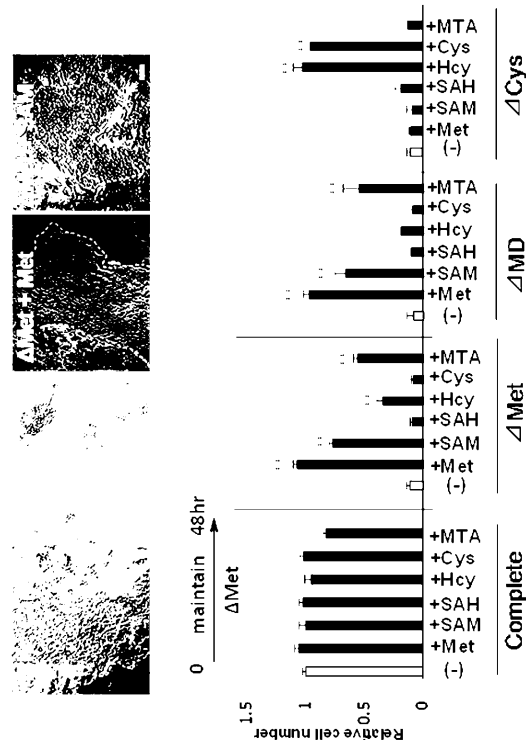 ΔMet + Met
0 maintain 48hr
ΔMet
Relative cell number
1.5
1
0.5
0
(-)
+Met
+SAM
+SAH
+Hcy
+Cys
+MTA
Complete
(-)
+Met
+SAM
+SAH
+Hcy
+Cys
+MTA
ΔMet
(-)
+Met
+SAM
+SAH
+Hcy
+Cys
+MTA
ΔMD
(-)
+Met
+SAM
+SAH
+Hcy
+Cys
+MTA
ΔCys